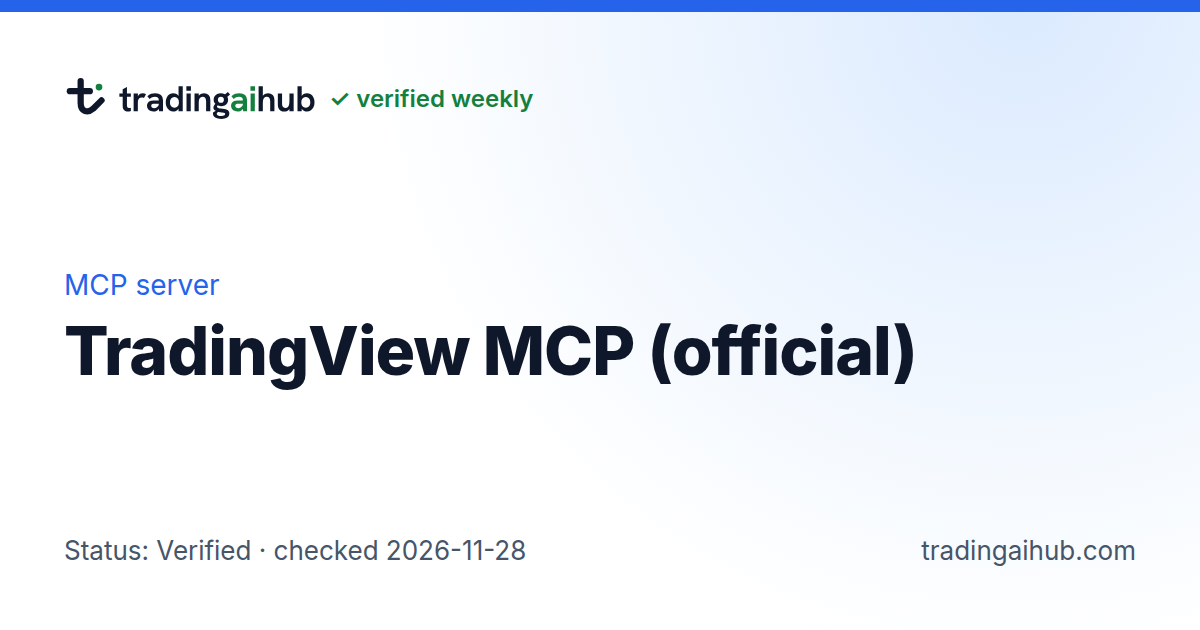 tradingaihub ✓ verified weekly
MCP server
TradingView MCP (official)
Status: Verified · checked 2026-11-28
tradingaihub.com